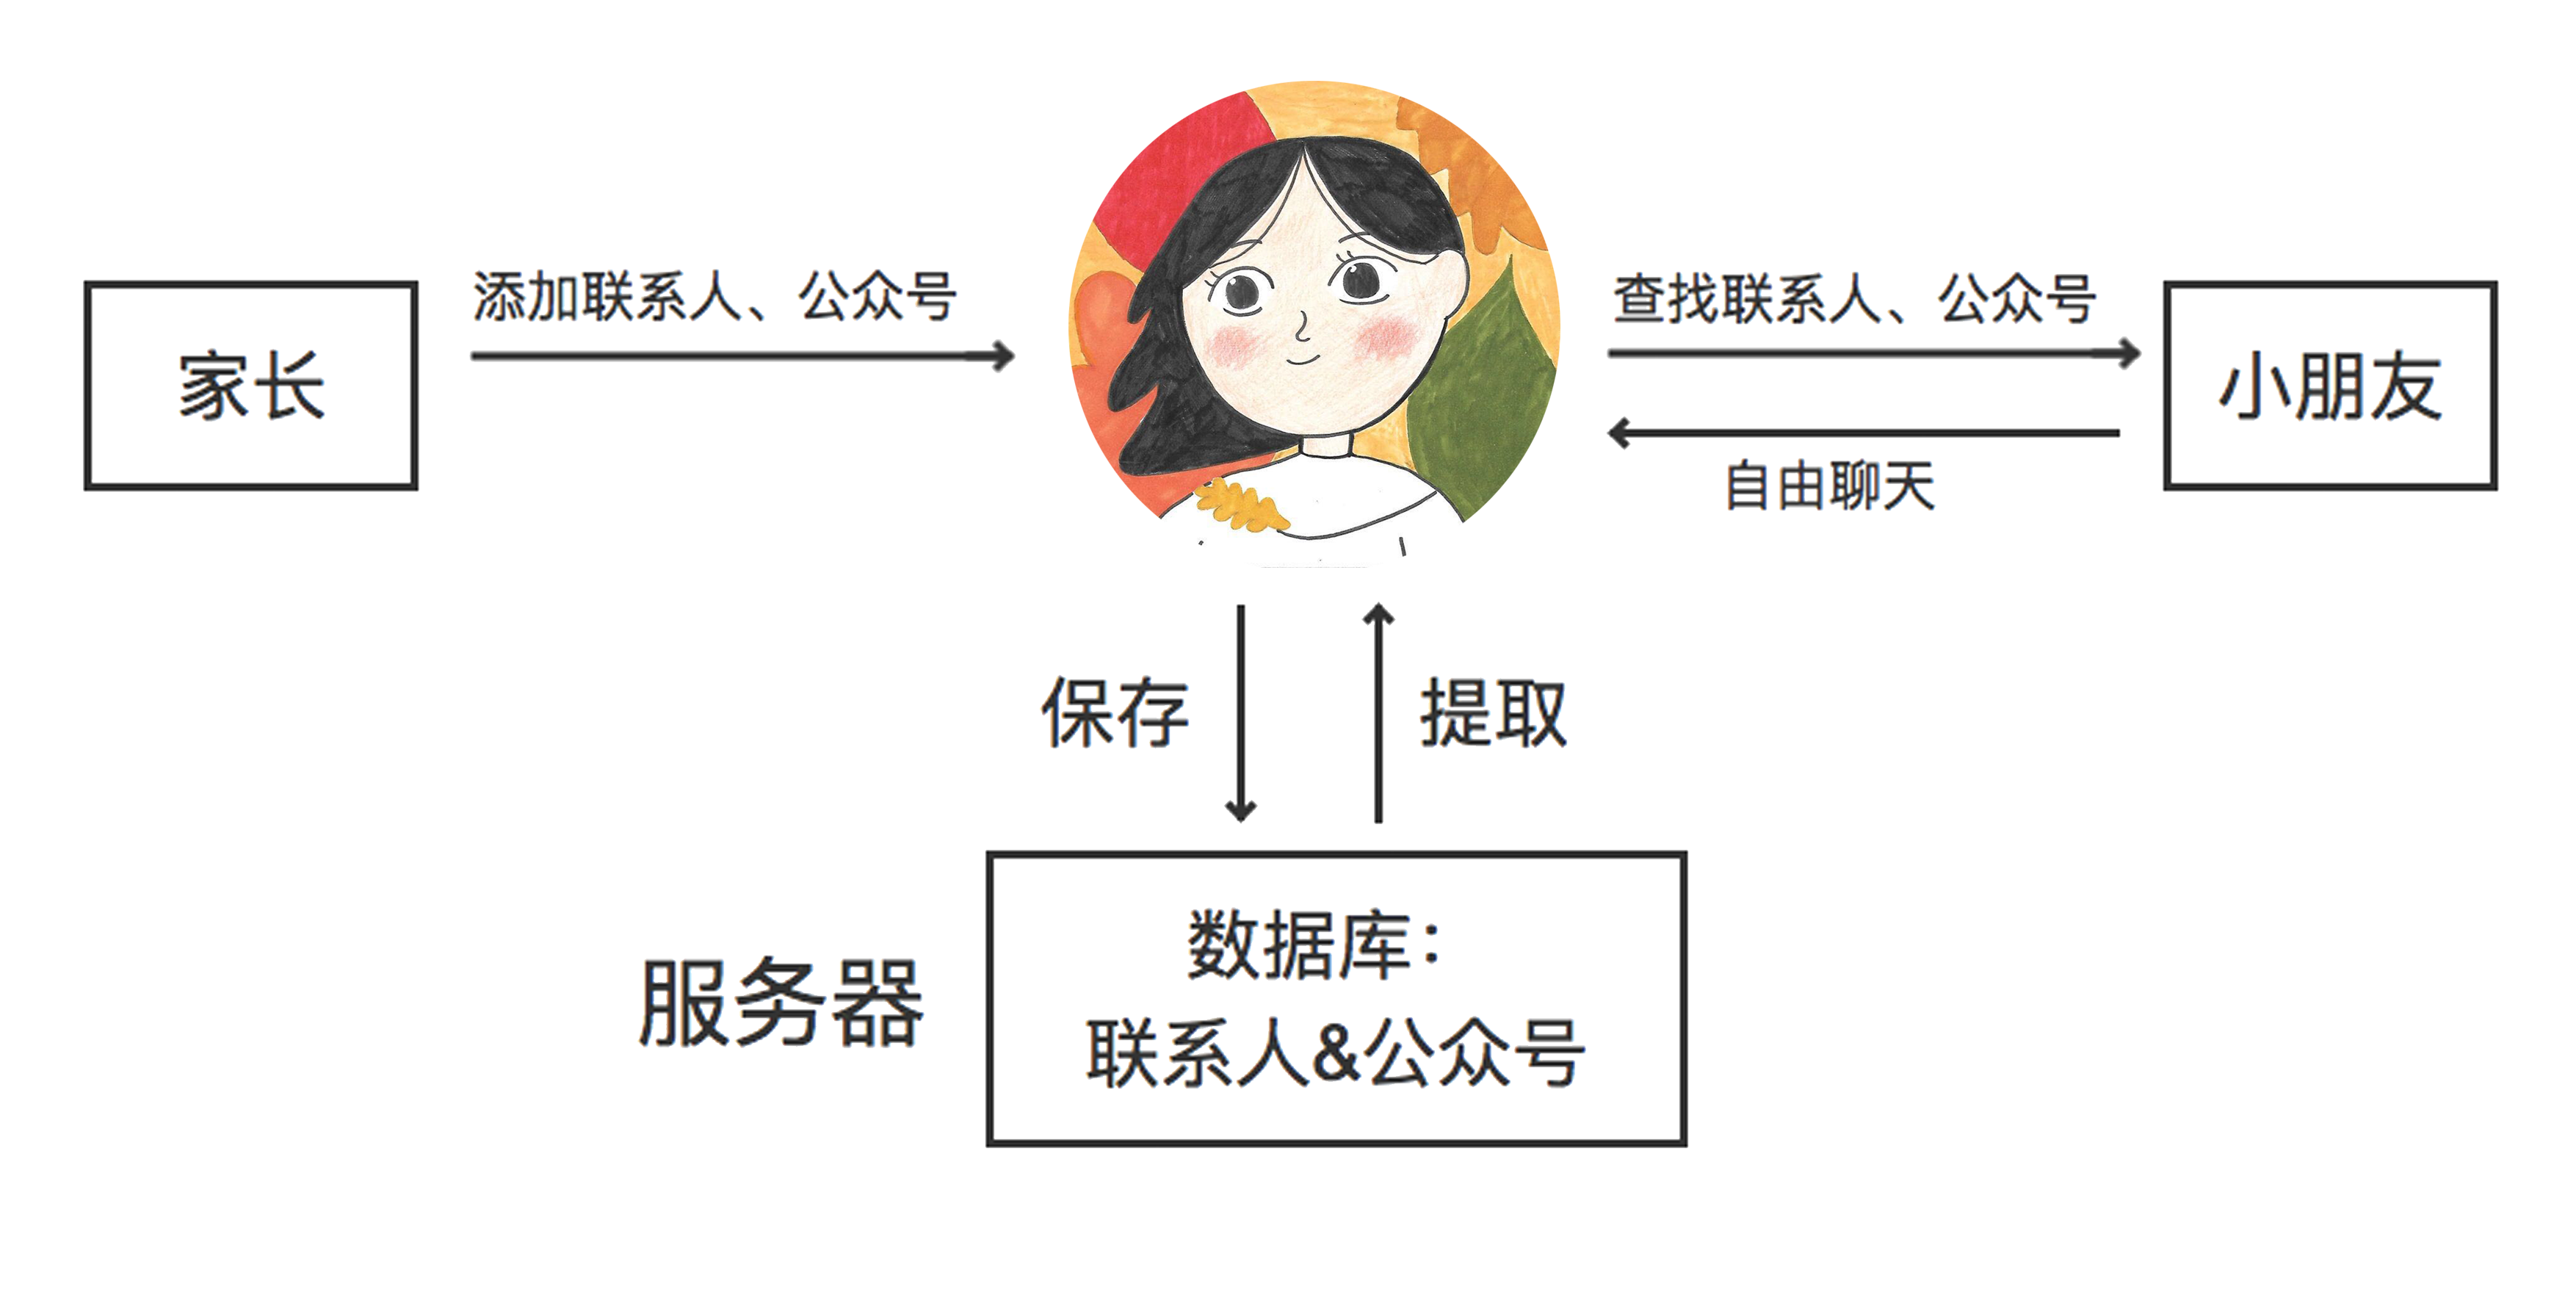 添加联系人、公众号
查找联系人、公众号
家长
小朋友
自由聊天
保存
提取
数据库：
服务器
联系人&公众号